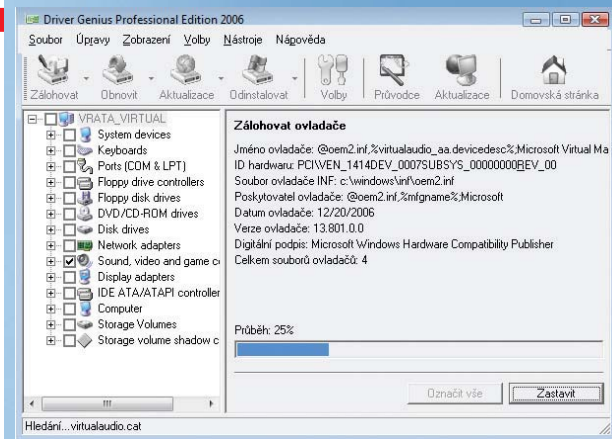 Driver Genius Professional Edition 2006
Soubor Úpravy Zobrazení Volby Nástroje Nápověda
Zálohovat Obnovit Aktualizace Odinstalovat Volby Průvodce Aktualizace Domovská stránka
VRATA_VIRTUAL
System devices
Keyboards
Ports (COM & LPT)
Floppy drive controllers
Floppy disk drives
DVD/CD-ROM drives
Disk drives
Network adapters
Sound, video and game c
Display adapters
IDE ATA/ATAPI controller
Computer
Storage Volumes
Storage volume shadow c
Zálohovat ovladače
Jméno ovladače: @oem2.inf,%virtualaudio_aa.devicedesc%;Microsoft Virtual Ma
ID hardwaru: PCI\VEN_1414DEV_0007SUBSYS_00000000REV_00
Soubor ovladače INF: c:\windows\inf\oem2.inf
Poskytovatel ovladače: @oem2.inf,%mfgname%;Microsoft
Datum ovladače: 12/20/2006
Verze ovladače: 13.801.0.0
Digitální podpis: Microsoft Windows Hardware Compatibility Publisher
Celkem souborů ovladačů: 4
Průběh: 25%
Označit vše Zastavit
Hledání...virtualaudio.cat